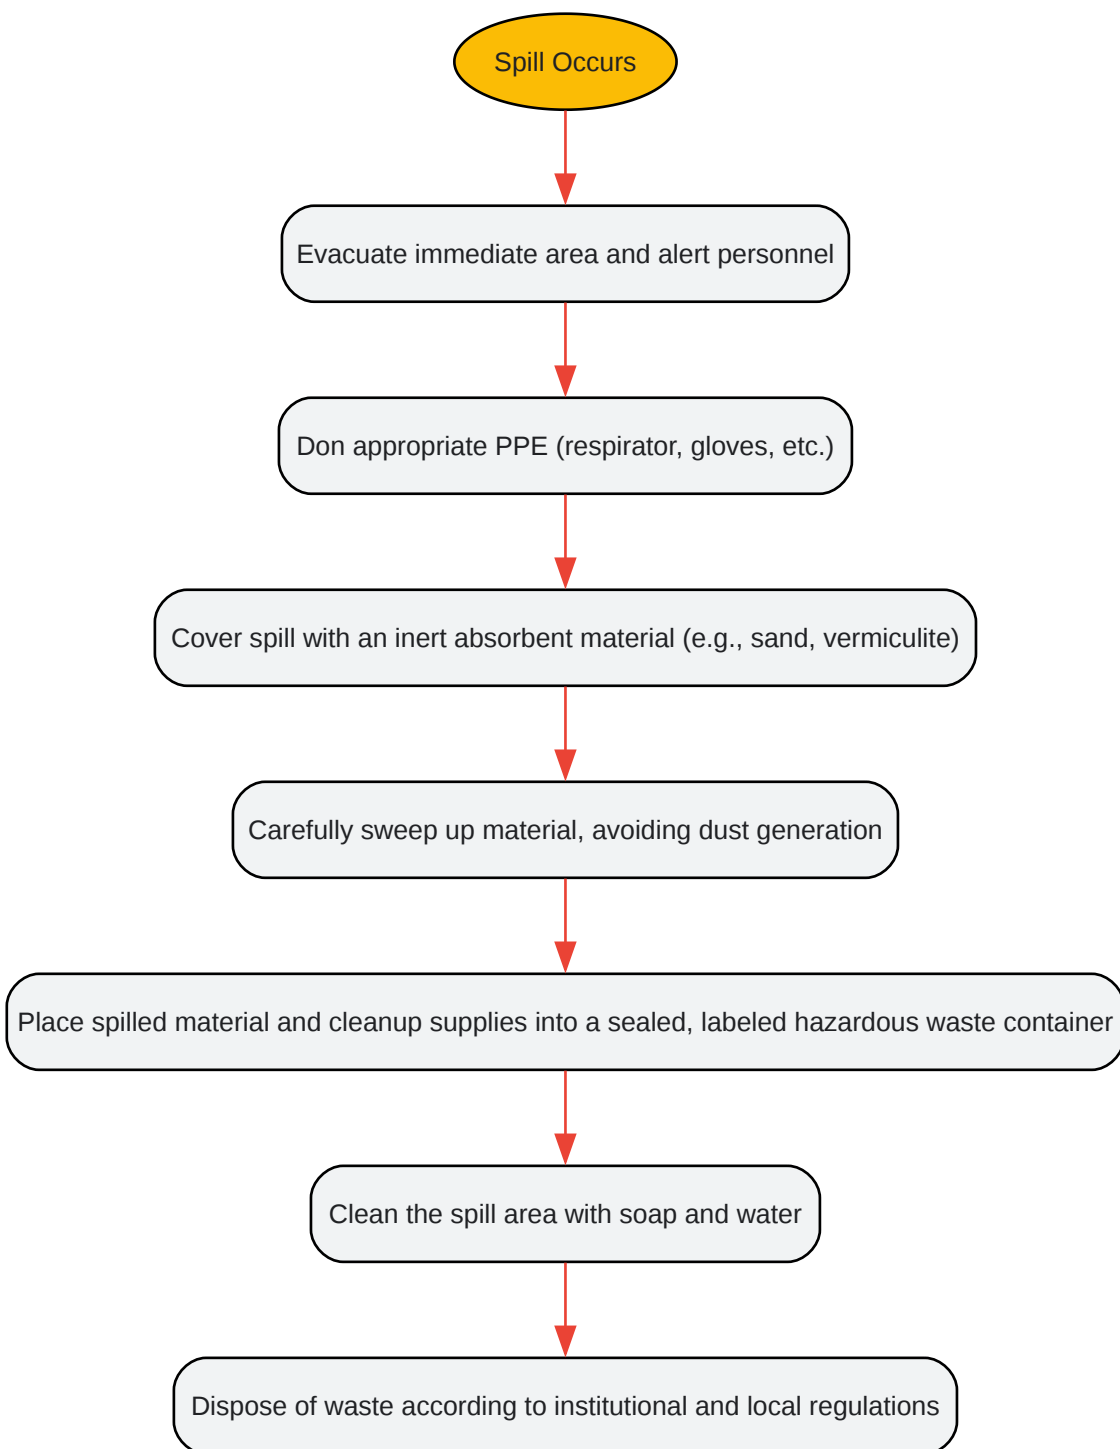 Spill Occurs
Evacuate immediate area and alert personnel
Don appropriate PPE (respirator, gloves, etc.)
Cover spill with an inert absorbent material (e.g., sand, vermiculite)
Carefully sweep up material, avoiding dust generation
Place spilled material and cleanup supplies into a sealed, labeled hazardous waste container
Clean the spill area with soap and water
Dispose of waste according to institutional and local regulations